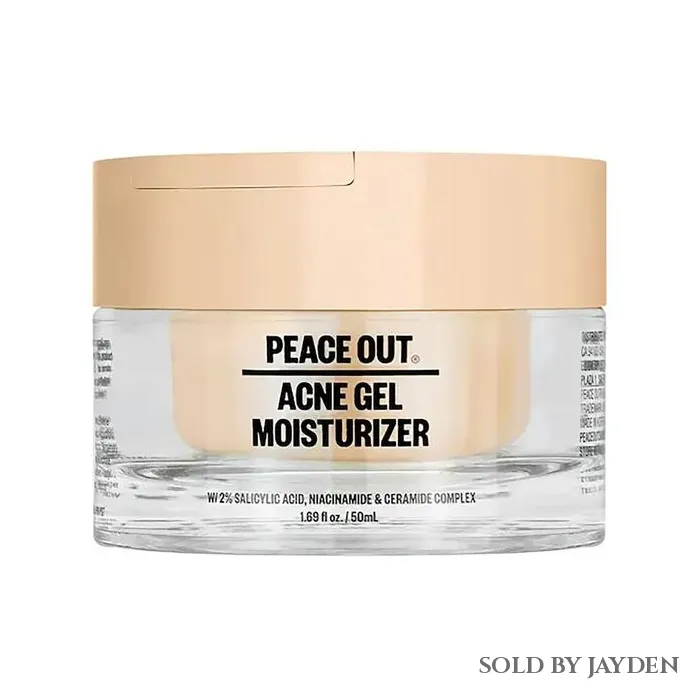 PEACE OUT®
ACNE GEL
MOISTURIZER
W/ 2% SALICYLIC ACID, NIACINAMIDE & CERAMIDE COMPLEX
1.69 fl oz. / 50mL
SOLD BY JAYDEN